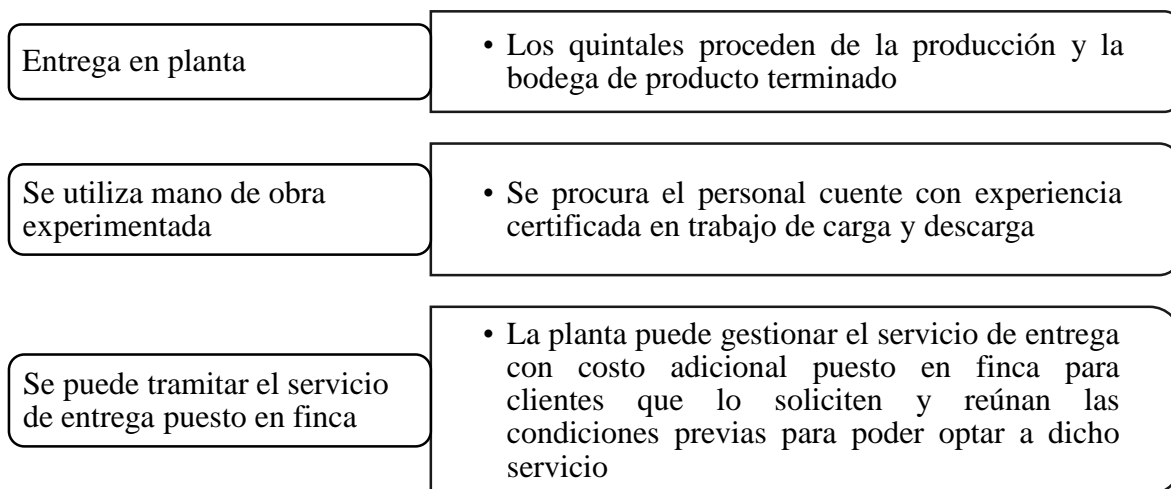 Entrega en planta
• Los quintales proceden de la producción y la
bodega de producto terminado
Se utiliza mano de obra
experimentada
• Se procura el personal cuente con experiencia
certificada en trabajo de carga y descarga
Se puede tramitar el servicio
de entrega puesto en finca
• La planta puede gestionar el servicio de entrega
con costo adicional puesto en finca para
clientes que lo soliciten y reúnan las
condiciones previas para poder optar a dicho
servicio